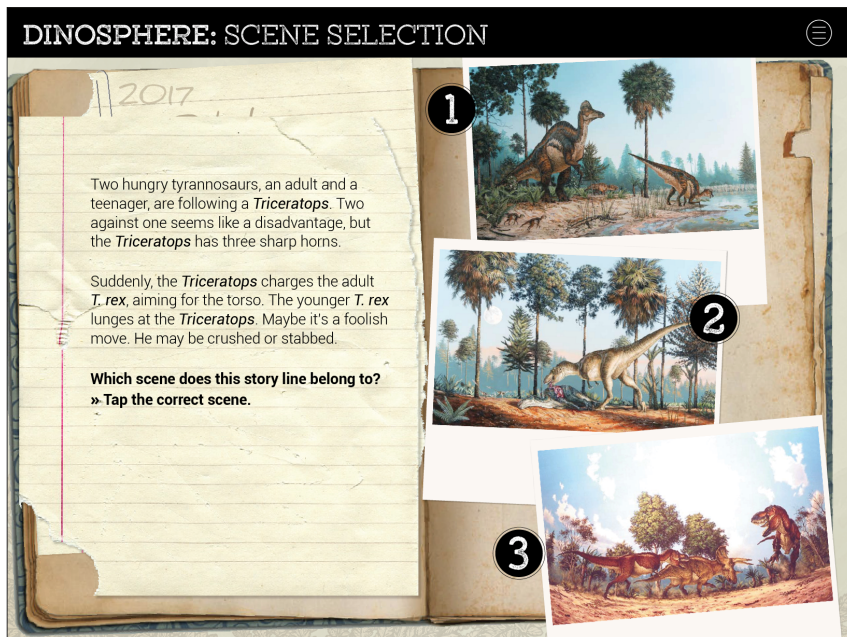 DINOSPHERE: SCENE SELECTION
2017
Two hungry tyrannosaurs, an adult and a
teenager, are following a Triceratops. Two
against one seems like a disadvantage, but
the Triceratops has three sharp horns.
Suddenly, the Triceratops charges the adult
T. rex, aiming for the torso. The younger T. rex
lunges at the Triceratops. Maybe it's a foolish
move. He may be crushed or stabbed.
Which scene does this story line belong to?
» Tap the correct scene.
1
2
3